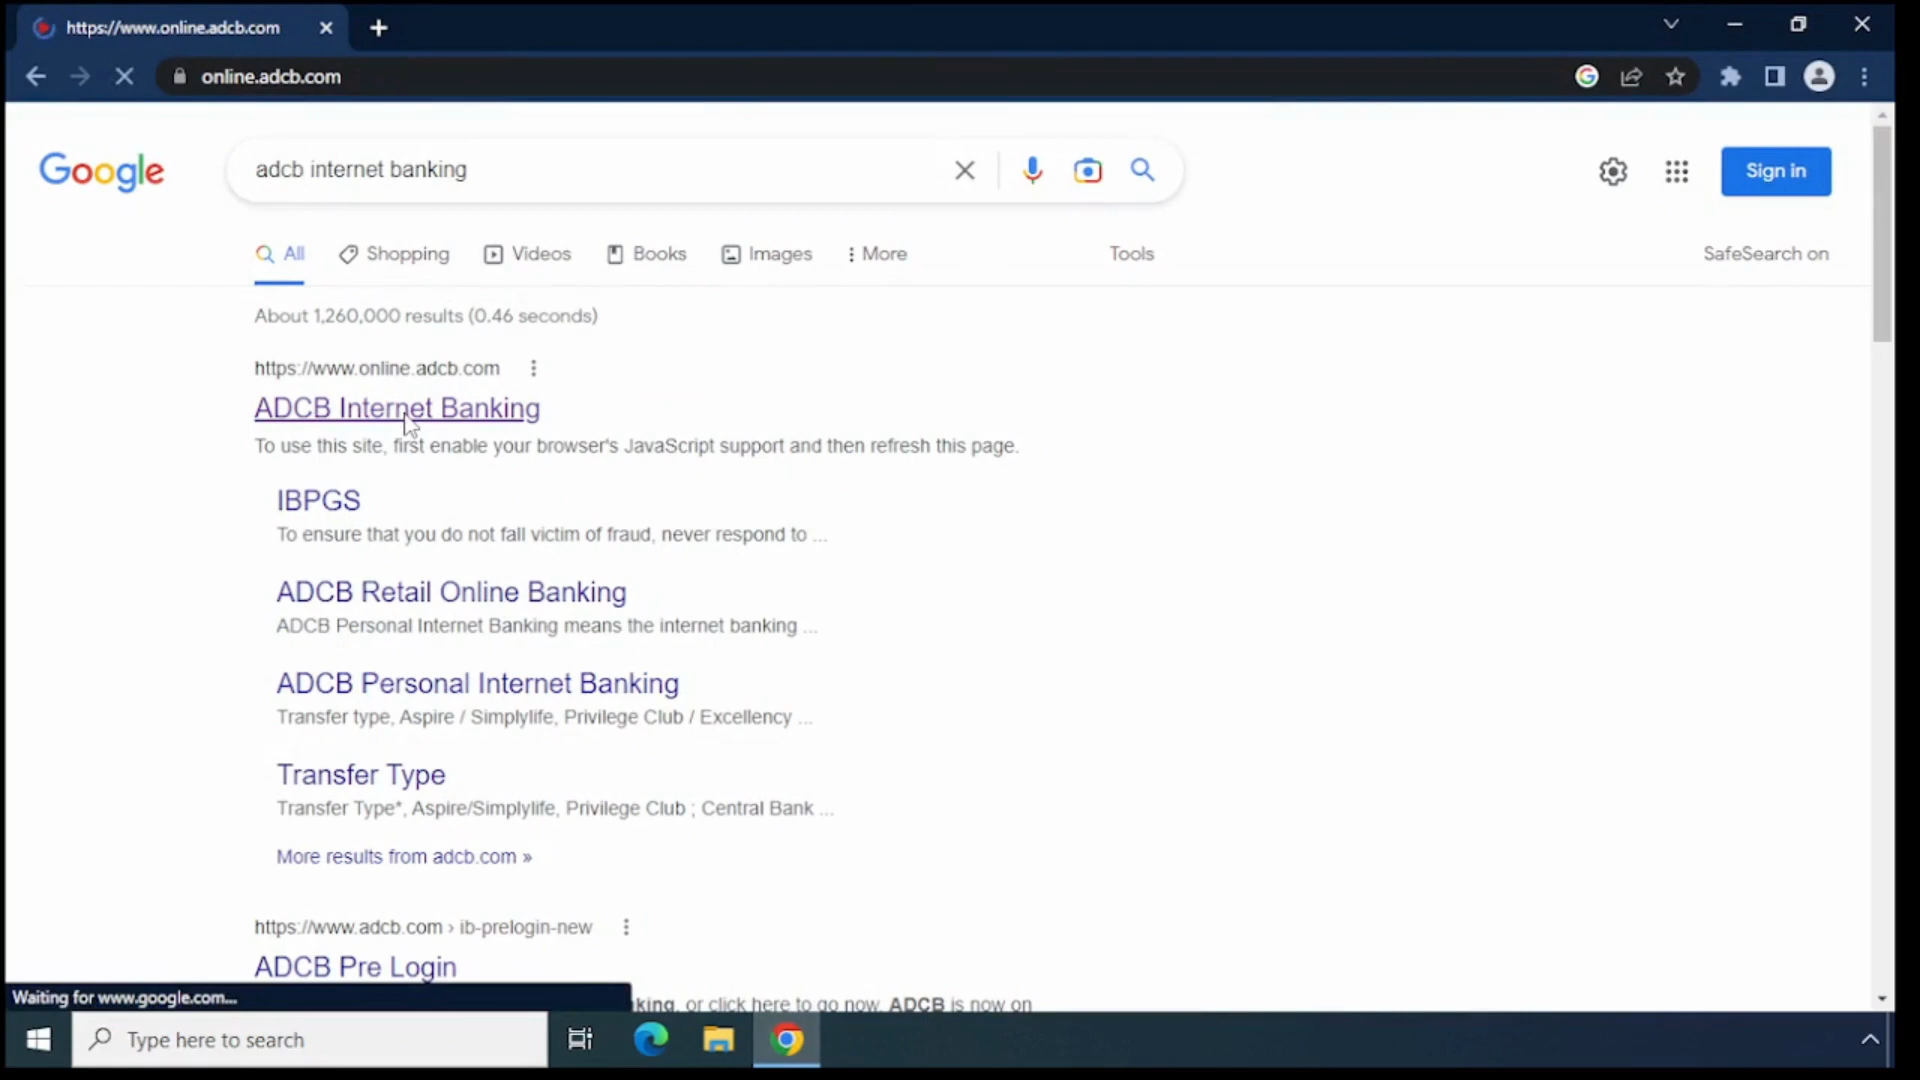 https://www.online.adcb.com
online.adcb.com
Google
adcb internet banking
Sign in
All
Shopping
Videos
Books
Images
More
Tools
SafeSearch on
About 1,260,000 results (0.46 seconds)
https://www.online.adcb.com
ADCB Internet Banking
To use this site, first enable your browser's JavaScript support and then refresh this page.
IBPGS
To ensure that you do not fall victim of fraud, never respond to ...
ADCB Retail Online Banking
ADCB Personal Internet Banking means the internet banking ...
ADCB Personal Internet Banking
Transfer type, Aspire / Simplylife, Privilege Club / Excellency ...
Transfer Type
Transfer Type*, Aspire/Simplylife, Privilege Club ; Central Bank ...
More results from adcb.com »
https://www.adcb.com › ib-prelogin-new
ADCB Pre Login
Waiting for www.google.com...
king, or click here to go now. ADCB is now on
Type here to search